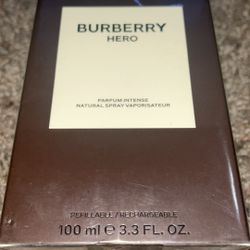 BURBERRY
HERO
PARFUM INTENSE
NATURAL SPRAY VAPORISATEUR
REFILLABLE / RECHARGEABLE
100 ml ℮ 3.3 FL. OZ.